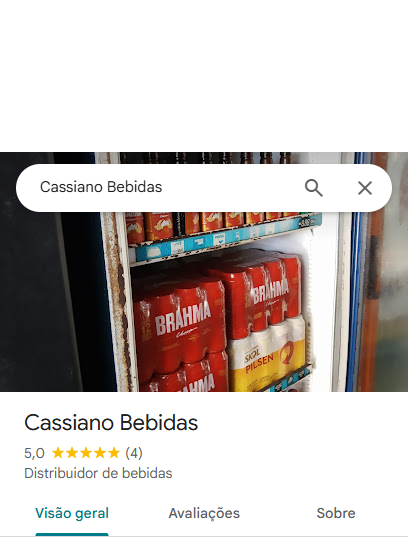 Cassiano Bebidas
BRAHMA
Chopp
BRAHMA
SKOL
PILSEN
BRAHMA
Cassiano Bebidas
5,0 ★★★★★ (4)
Distribuidor de bebidas
Visão geral Avaliações Sobre